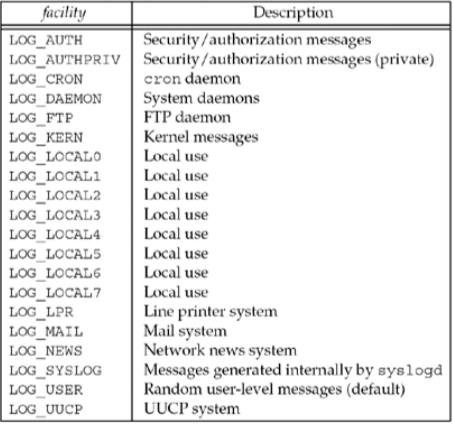 facility Description
LOG_AUTH Security/authorization messages
LOG_AUTHPRIV Security/authorization messages (private)
LOG_CRON cron daemon
LOG_DAEMON System daemons
LOG_FTP FTP daemon
LOG_KERN Kernel messages
LOG_LOCAL0 Local use
LOG_LOCAL1 Local use
LOG_LOCAL2 Local use
LOG_LOCAL3 Local use
LOG_LOCAL4 Local use
LOG_LOCAL5 Local use
LOG_LOCAL6 Local use
LOG_LOCAL7 Local use
LOG_LPR Line printer system
LOG_MAIL Mail system
LOG_NEWS Network news system
LOG_SYSLOG Messages generated internally by syslogd
LOG_USER Random user-level messages (default)
LOG_UUCP UUCP system